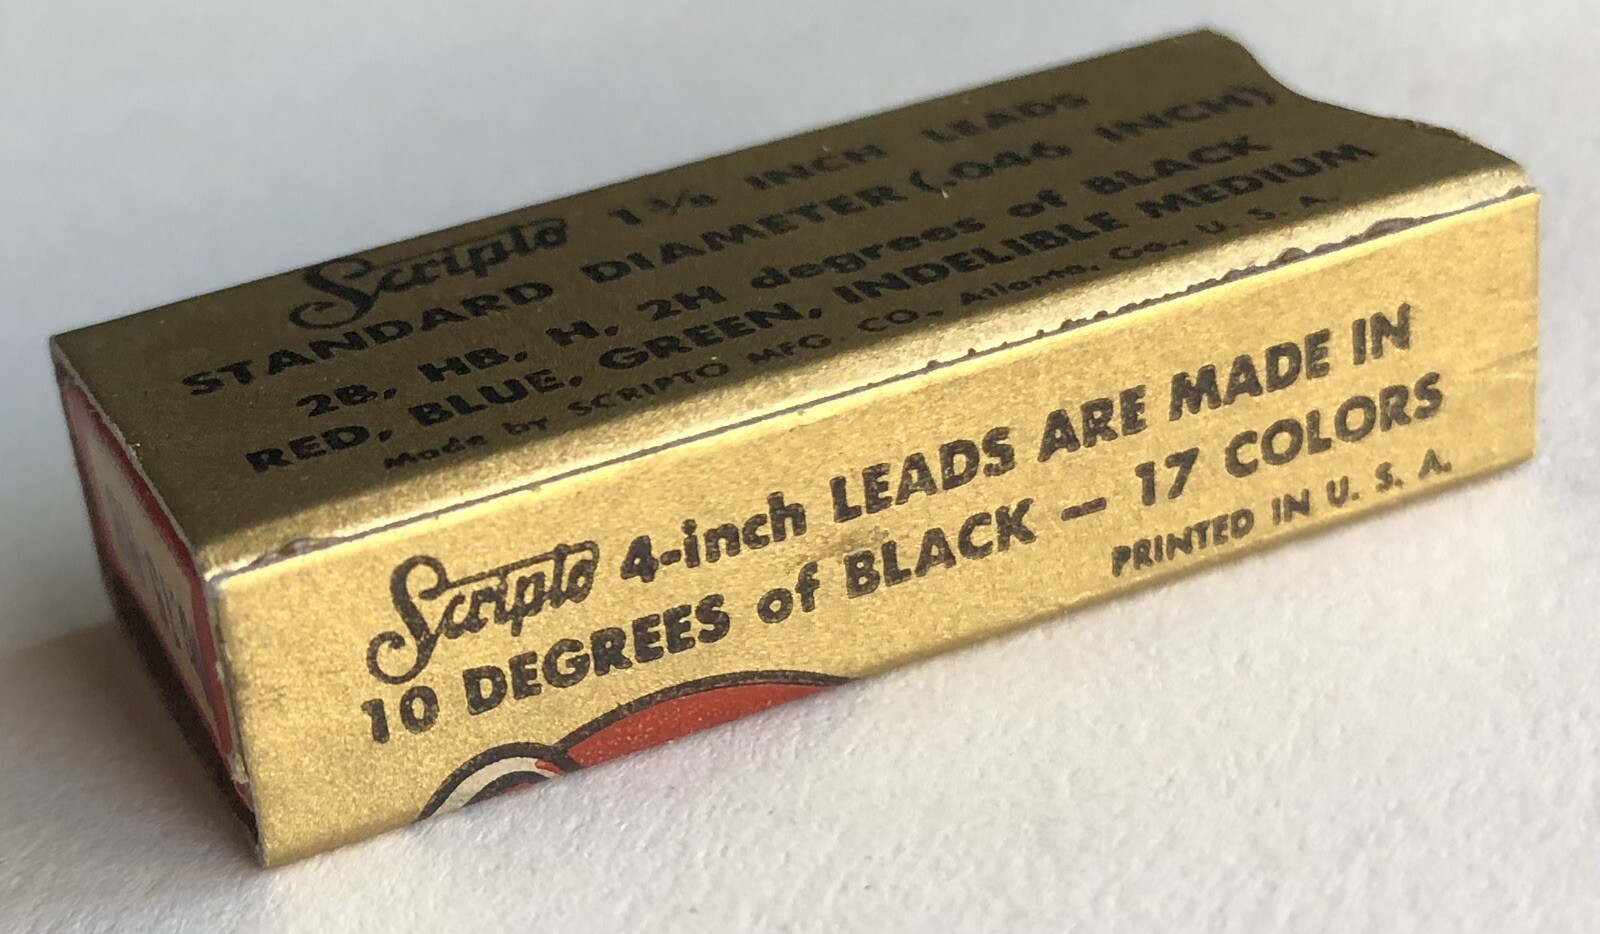 Scripto 1 3/8 INCH LEADS
STANDARD DIAMETER (.046 INCH)
2B, HB, H, 2H degrees of BLACK
RED, BLUE, GREEN, INDELIBLE MEDIUM
Made by SCRIPTO MFG. CO., Atlanta, Ga., U. S. A.
Scripto 4-inch LEADS ARE MADE IN
10 DEGREES of BLACK — 17 COLORS
PRINTED IN U. S. A.